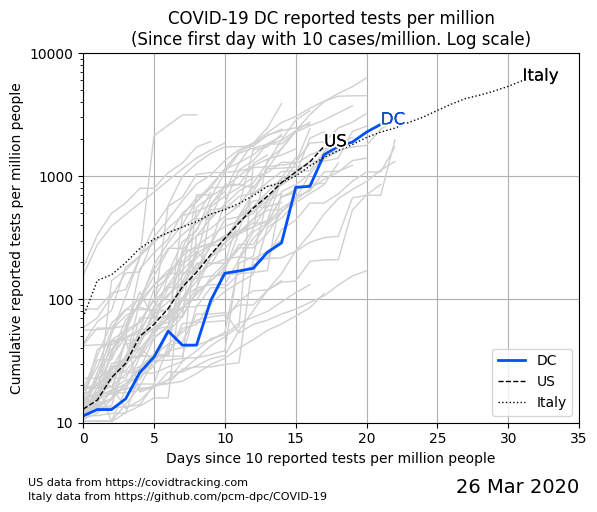 COVID-19 DC reported tests per million
(Since first day with 10 cases/million. Log scale)
10000
1000
100
10
Cumulative reported tests per million people
Italy
DC
US
DC
US
Italy
0 5 10 15 20 25 30 35
Days since 10 reported tests per million people
US data from https://covidtracking.com
Italy data from https://github.com/pcm-dpc/COVID-19
26 Mar 2020